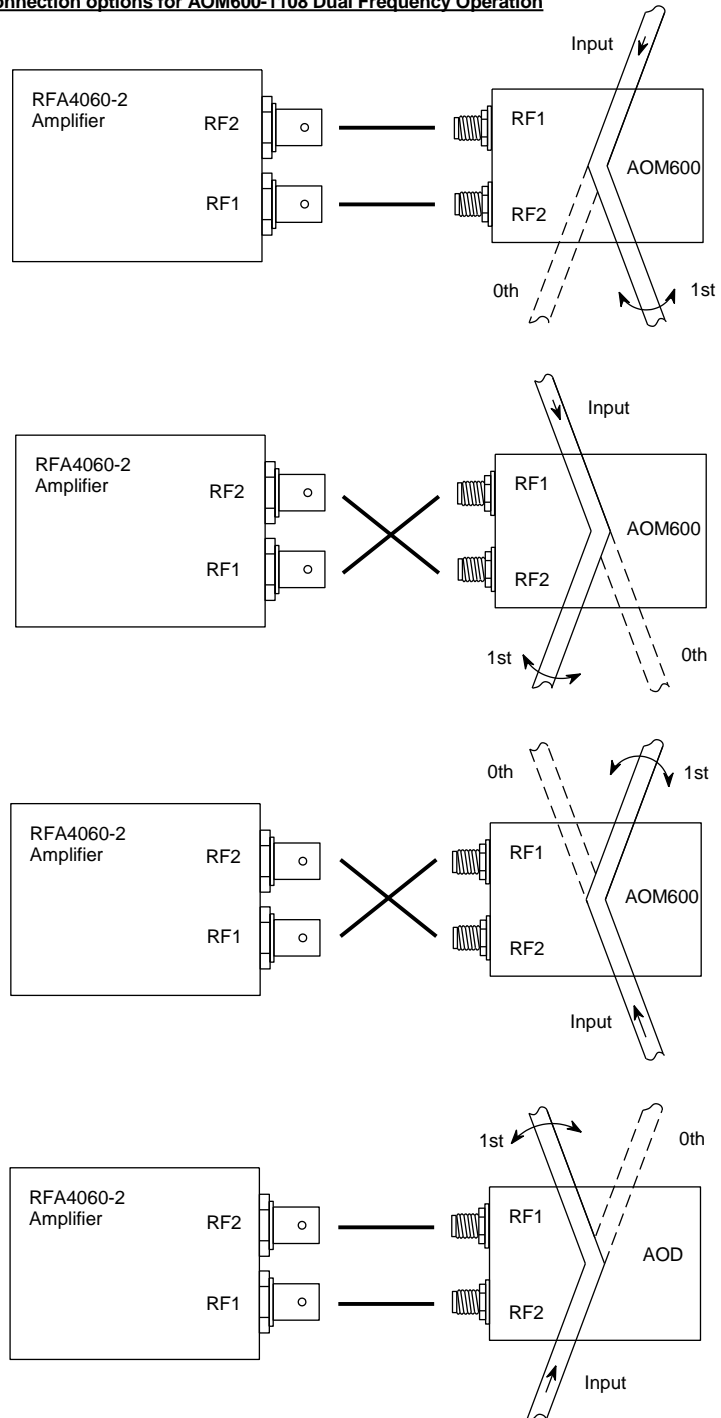 onnection options for AOM600-1108 Dual Frequency Operation
Input
RFA4060-2
Amplifier
RF2
RF1
RF1
RF2
AOM600
0th
1st
Input
RFA4060-2
Amplifier
RF2
RF1
RF1
RF2
AOM600
1st
0th
0th
1st
RFA4060-2
Amplifier
RF2
RF1
RF1
RF2
AOM600
Input
1st
0th
RFA4060-2
Amplifier
RF2
RF1
RF1
RF2
AOD
Input